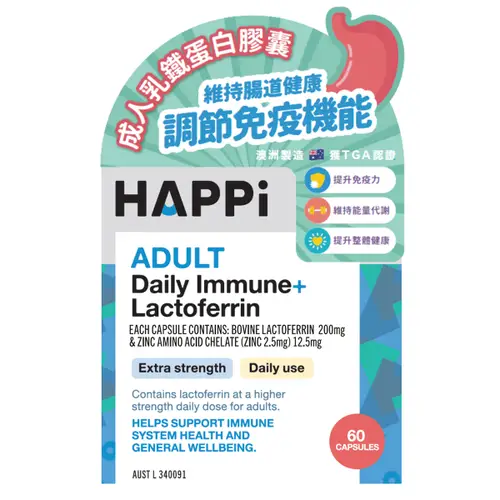 成人乳鐵蛋白膠囊
維持腸道健康
調節免疫機能
澳洲製造 獲TGA認證
提升免疫力
維持能量代謝
提升整體健康
HAPPi
ADULT
Daily Immune+
Lactoferrin
EACH CAPSULE CONTAINS: BOVINE LACTOFERRIN 200mg
& ZINC AMINO ACID CHELATE (ZINC 2.5mg) 12.5mg
Extra strength Daily use
Contains lactoferrin at a higher
strength daily dose for adults.
HELPS SUPPORT IMMUNE
SYSTEM HEALTH AND
GENERAL WELLBEING.
60
CAPSULES
AUST L 340091